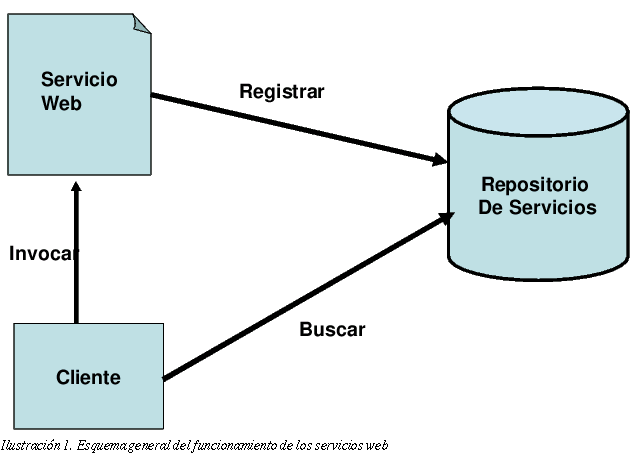 Servicio
Web
Registrar
Repositorio
De Servicios
Invocar
Buscar
Cliente
Ilustración 1. Esquema general del funcionamiento de los servicios web